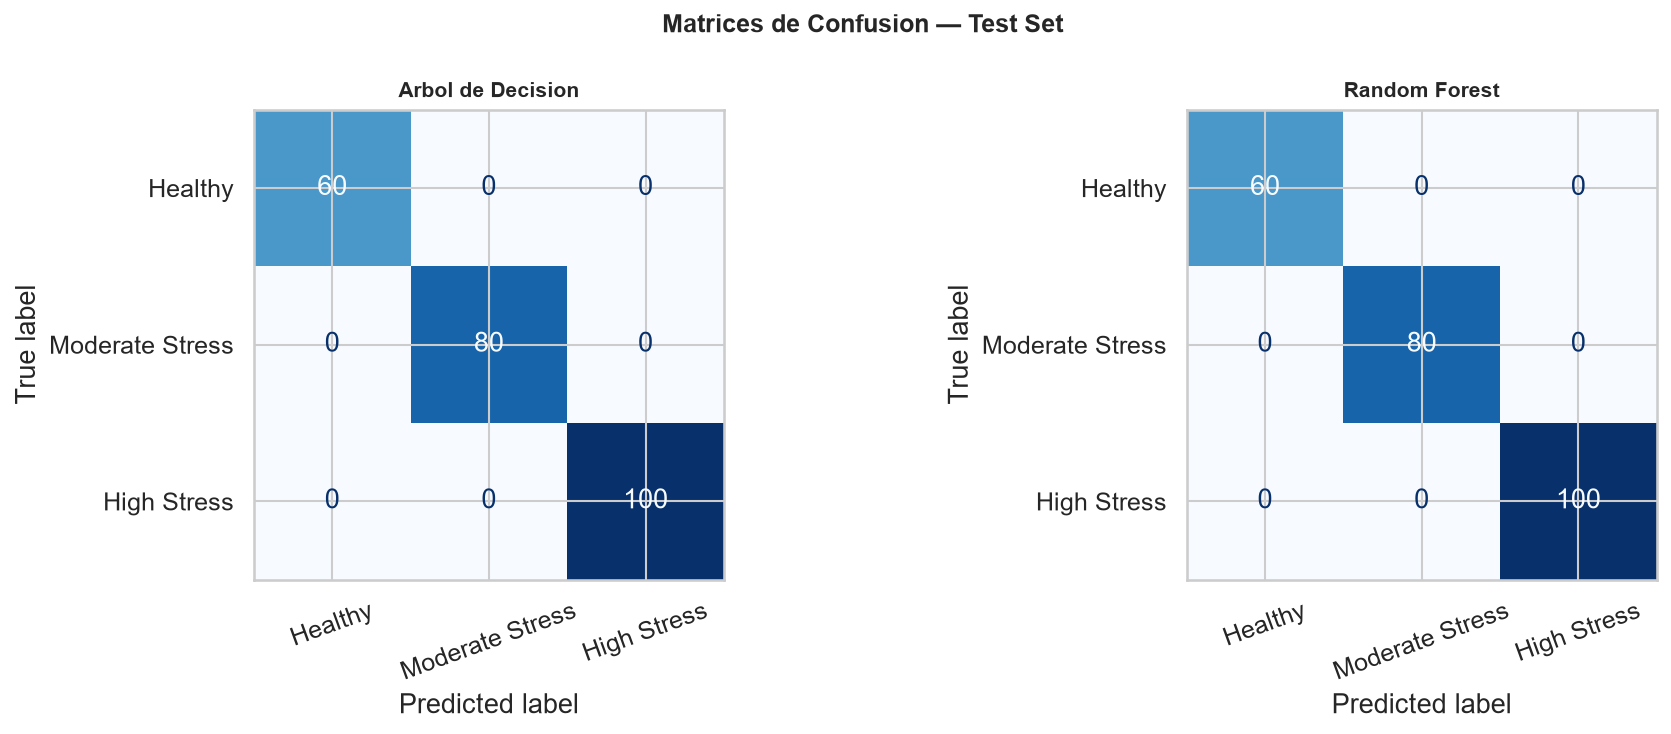 Matrices de Confusion — Test Set
Arbol de Decision
True label
Healthy
60 0 0
Moderate Stress
0 80 0
High Stress
0 0 100
Healthy
Moderate Stress
High Stress
Predicted label
Random Forest
True label
Healthy
60 0 0
Moderate Stress
0 80 0
High Stress
0 0 100
Healthy
Moderate Stress
High Stress
Predicted label